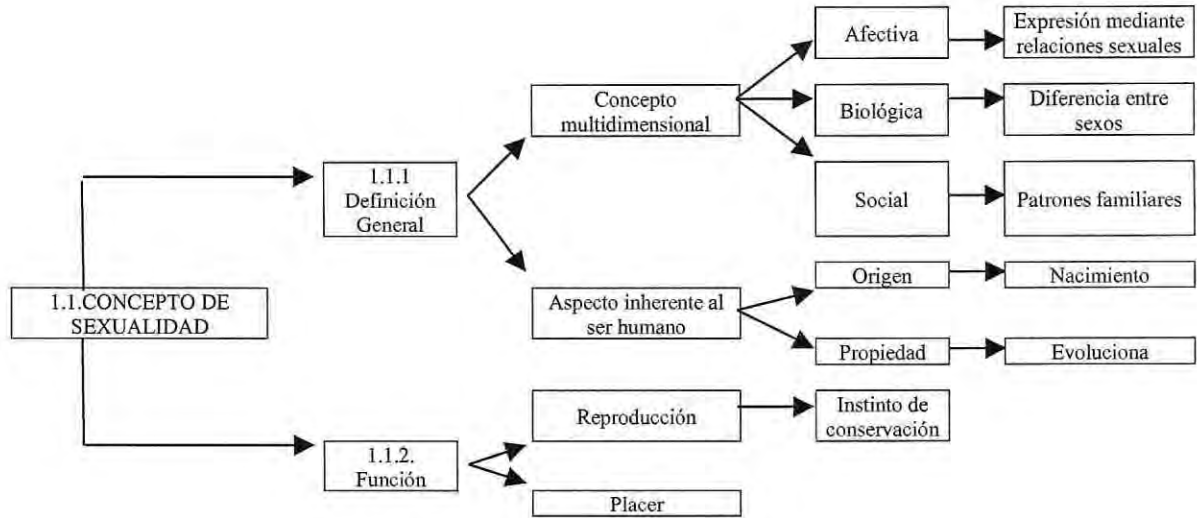 Afectiva
Expresión mediante
relaciones sexuales
Concepto
multidimensional
Biológica
Diferencia entre
sexos
1.1.1
Definición
General
Social
Patrones familiares
1.1.CONCEPTO DE
SEXUALIDAD
Aspecto inherente al
ser humano
Origen
Nacimiento
Propiedad
Evoluciona
Reproducción
Instinto de
conservación
1.1.2.
Función
Placer